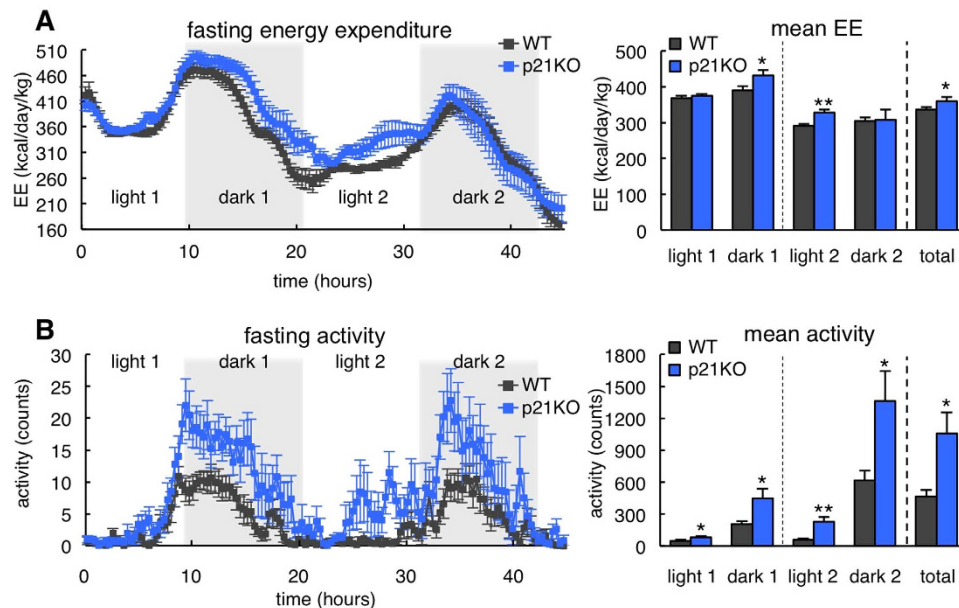 A
fasting energy expenditure
WT
p21KO
EE (kcal/day/kg)
510
460
410
360
310
260
210
160
light 1
dark 1
light 2
dark 2
0
10
20
30
40
time (hours)
mean EE
WT
p21KO
EE (kcal/day/kg)
500
400
300
200
100
0
*
**
*
light 1
dark 1
light 2
dark 2
total
B
fasting activity
light 1
dark 1
light 2
dark 2
WT
p21KO
activity (counts)
30
25
20
15
10
5
0
0
10
20
30
40
time (hours)
mean activity
WT
p21KO
activity (counts)
1800
1500
1200
900
600
300
0
*
*
**
*
*
light 1
dark 1
light 2
dark 2
total